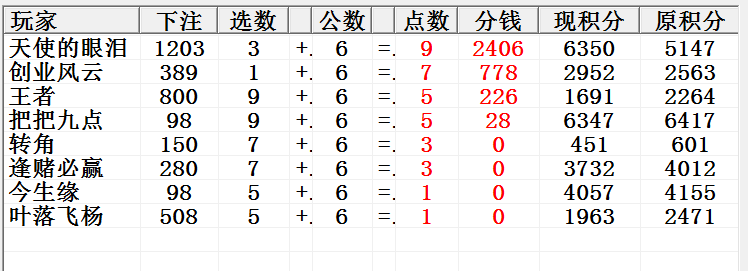 玩家 下注 选数 公数 点数 分钱 现积分 原积分
天使的眼泪 1203 3 +. 6 =. 9 2406 6350 5147
创业风云 389 1 +. 6 =. 7 778 2952 2563
王者 800 9 +. 6 =. 5 226 1691 2264
把把九点 98 9 +. 6 =. 5 28 6347 6417
转角 150 7 +. 6 =. 3 0 451 601
逢赌必赢 280 7 +. 6 =. 3 0 3732 4012
今生缘 98 5 +. 6 =. 1 0 4057 4155
叶落飞杨 508 5 +. 6 =. 1 0 1963 2471